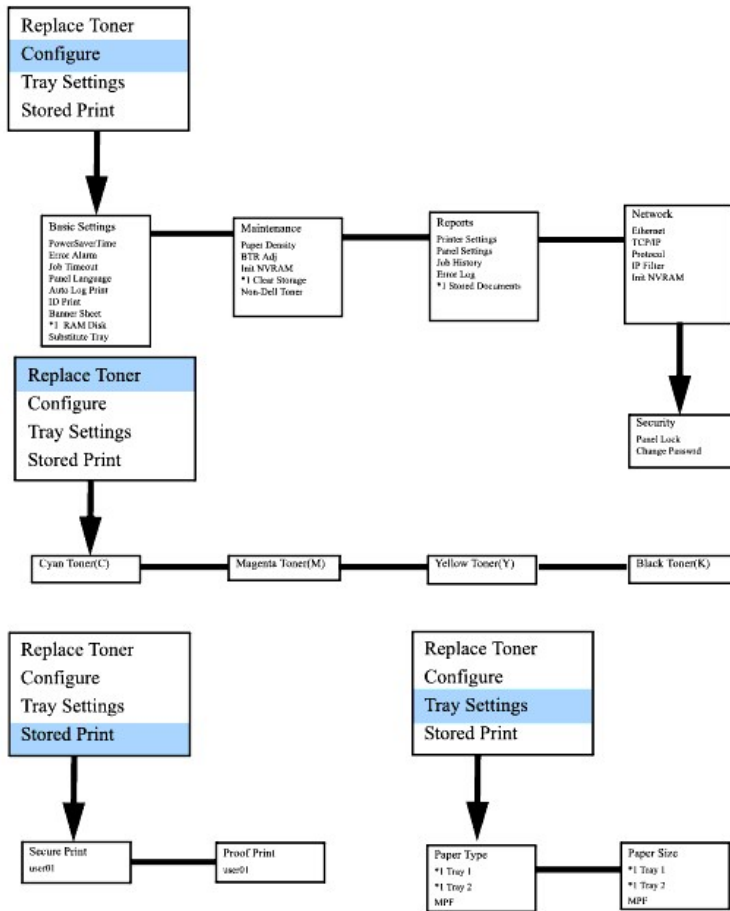 Replace Toner
Configure
Tray Settings
Stored Print
Basic Settings
PowerSaver Time
Error Alarm
Job Timeout
Panel Language
Auto Log Print
ID Print
Banner Sheet
*1 RAM Disk
Substitute Tray
Maintenance
Paper Density
BTR Adj
Init NVRAM
*1 Clear Storage
Non-Dell Toner
Reports
Printer Settings
Panel Settings
Job History
Error Log
*1 Stored Documents
Network
Ethernet
TCP/IP
Protocol
IP Filter
Init NVRAM
Security
Panel Lock
Change Passwrd
Replace Toner
Configure
Tray Settings
Stored Print
Cyan Toner(C)
Magenta Toner(M)
Yellow Toner(Y)
Black Toner(K)
Replace Toner
Configure
Tray Settings
Stored Print
Secure Print
user01
Proof Print
user01
Replace Toner
Configure
Tray Settings
Stored Print
Paper Type
*1 Tray 1
*1 Tray 2
MPF
Paper Size
*1 Tray 1
*1 Tray 2
MPF